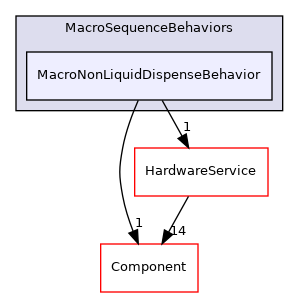 MacroSequenceBehaviors
MacroNonLiquidDispenseBehavior
1
HardwareService
1
14
Component